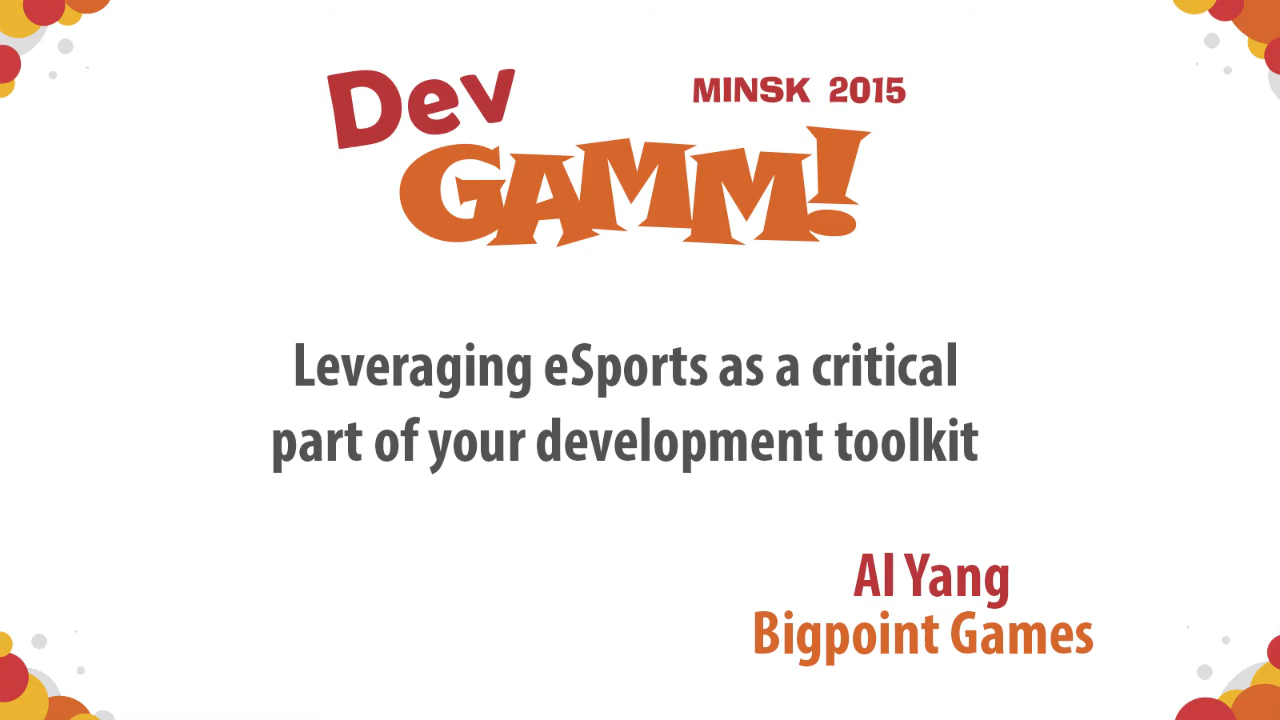 Dev
MINSK 2015
GAMM!
Leveraging eSports as a critical
part of your development toolkit
Al Yang
Bigpoint Games